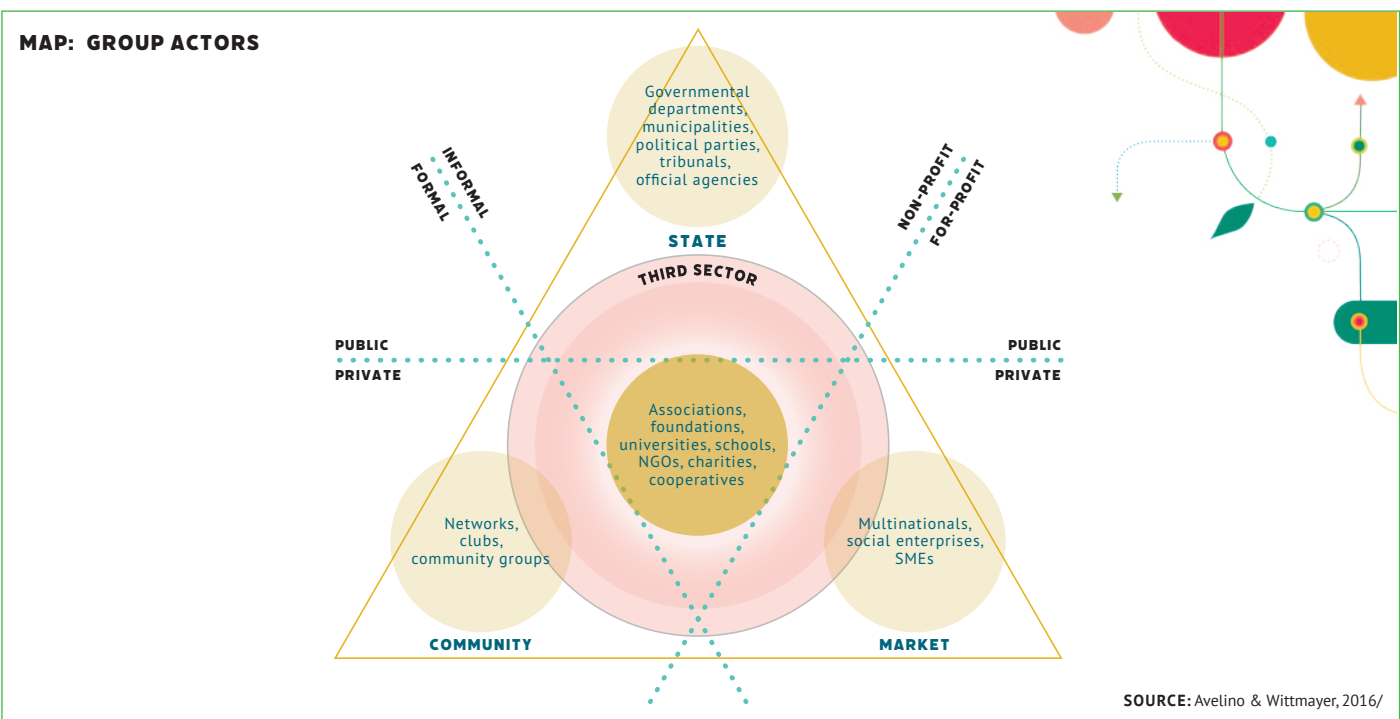 MAP: GROUP ACTORS
Governmental
departments,
municipalities,
political parties,
tribunals,
official agencies
STATE
INFORMAL
FORMAL
NON-PROFIT
FOR-PROFIT
THIRD SECTOR
PUBLIC
PRIVATE
PUBLIC
PRIVATE
Associations,
foundations,
universities, schools,
NGOs, charities,
cooperatives
Networks,
clubs,
community groups
Multinationals,
social enterprises,
SMEs
COMMUNITY
MARKET
SOURCE: Avelino & Wittmayer, 2016/